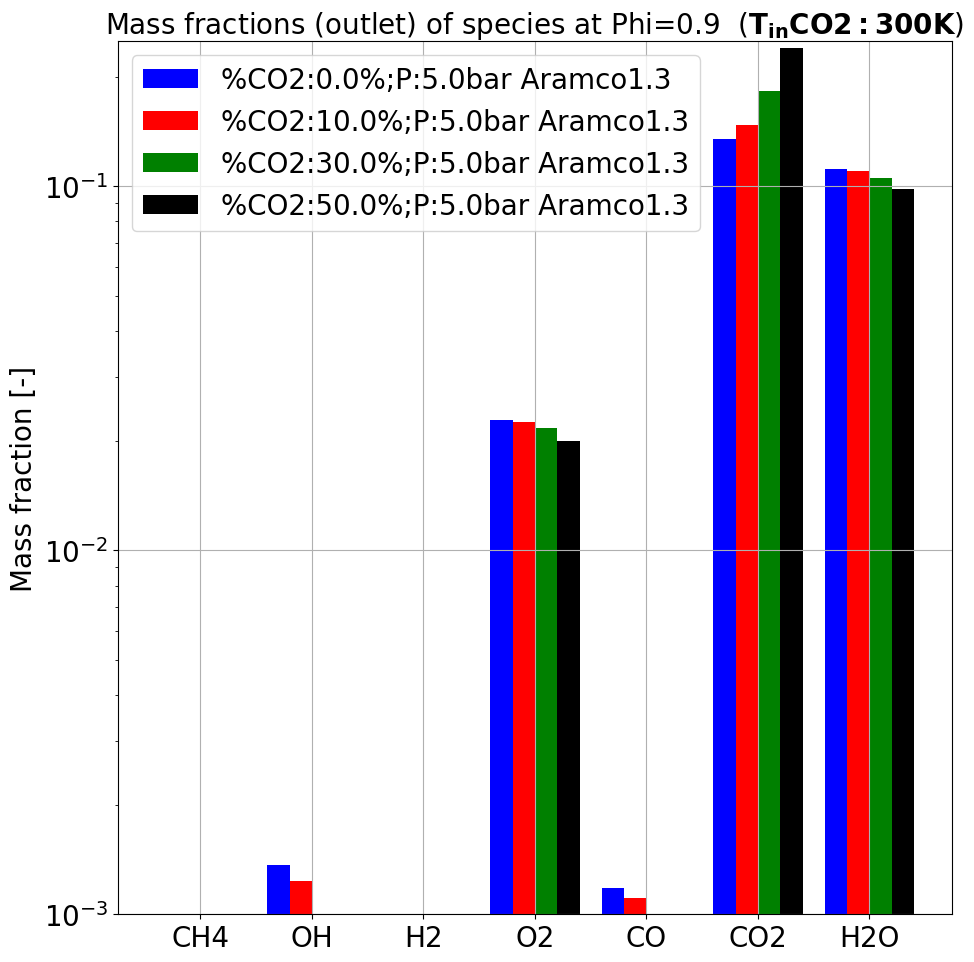 Mass fractions (outlet) of species at Phi=0.9 (T_inCO2 : 300K)
%CO2:0.0%;P:5.0bar Aramco1.3
%CO2:10.0%;P:5.0bar Aramco1.3
%CO2:30.0%;P:5.0bar Aramco1.3
%CO2:50.0%;P:5.0bar Aramco1.3
Mass fraction [-]
10⁻¹
10⁻²
10⁻³
CH4 OH H2 O2 CO CO2 H2O